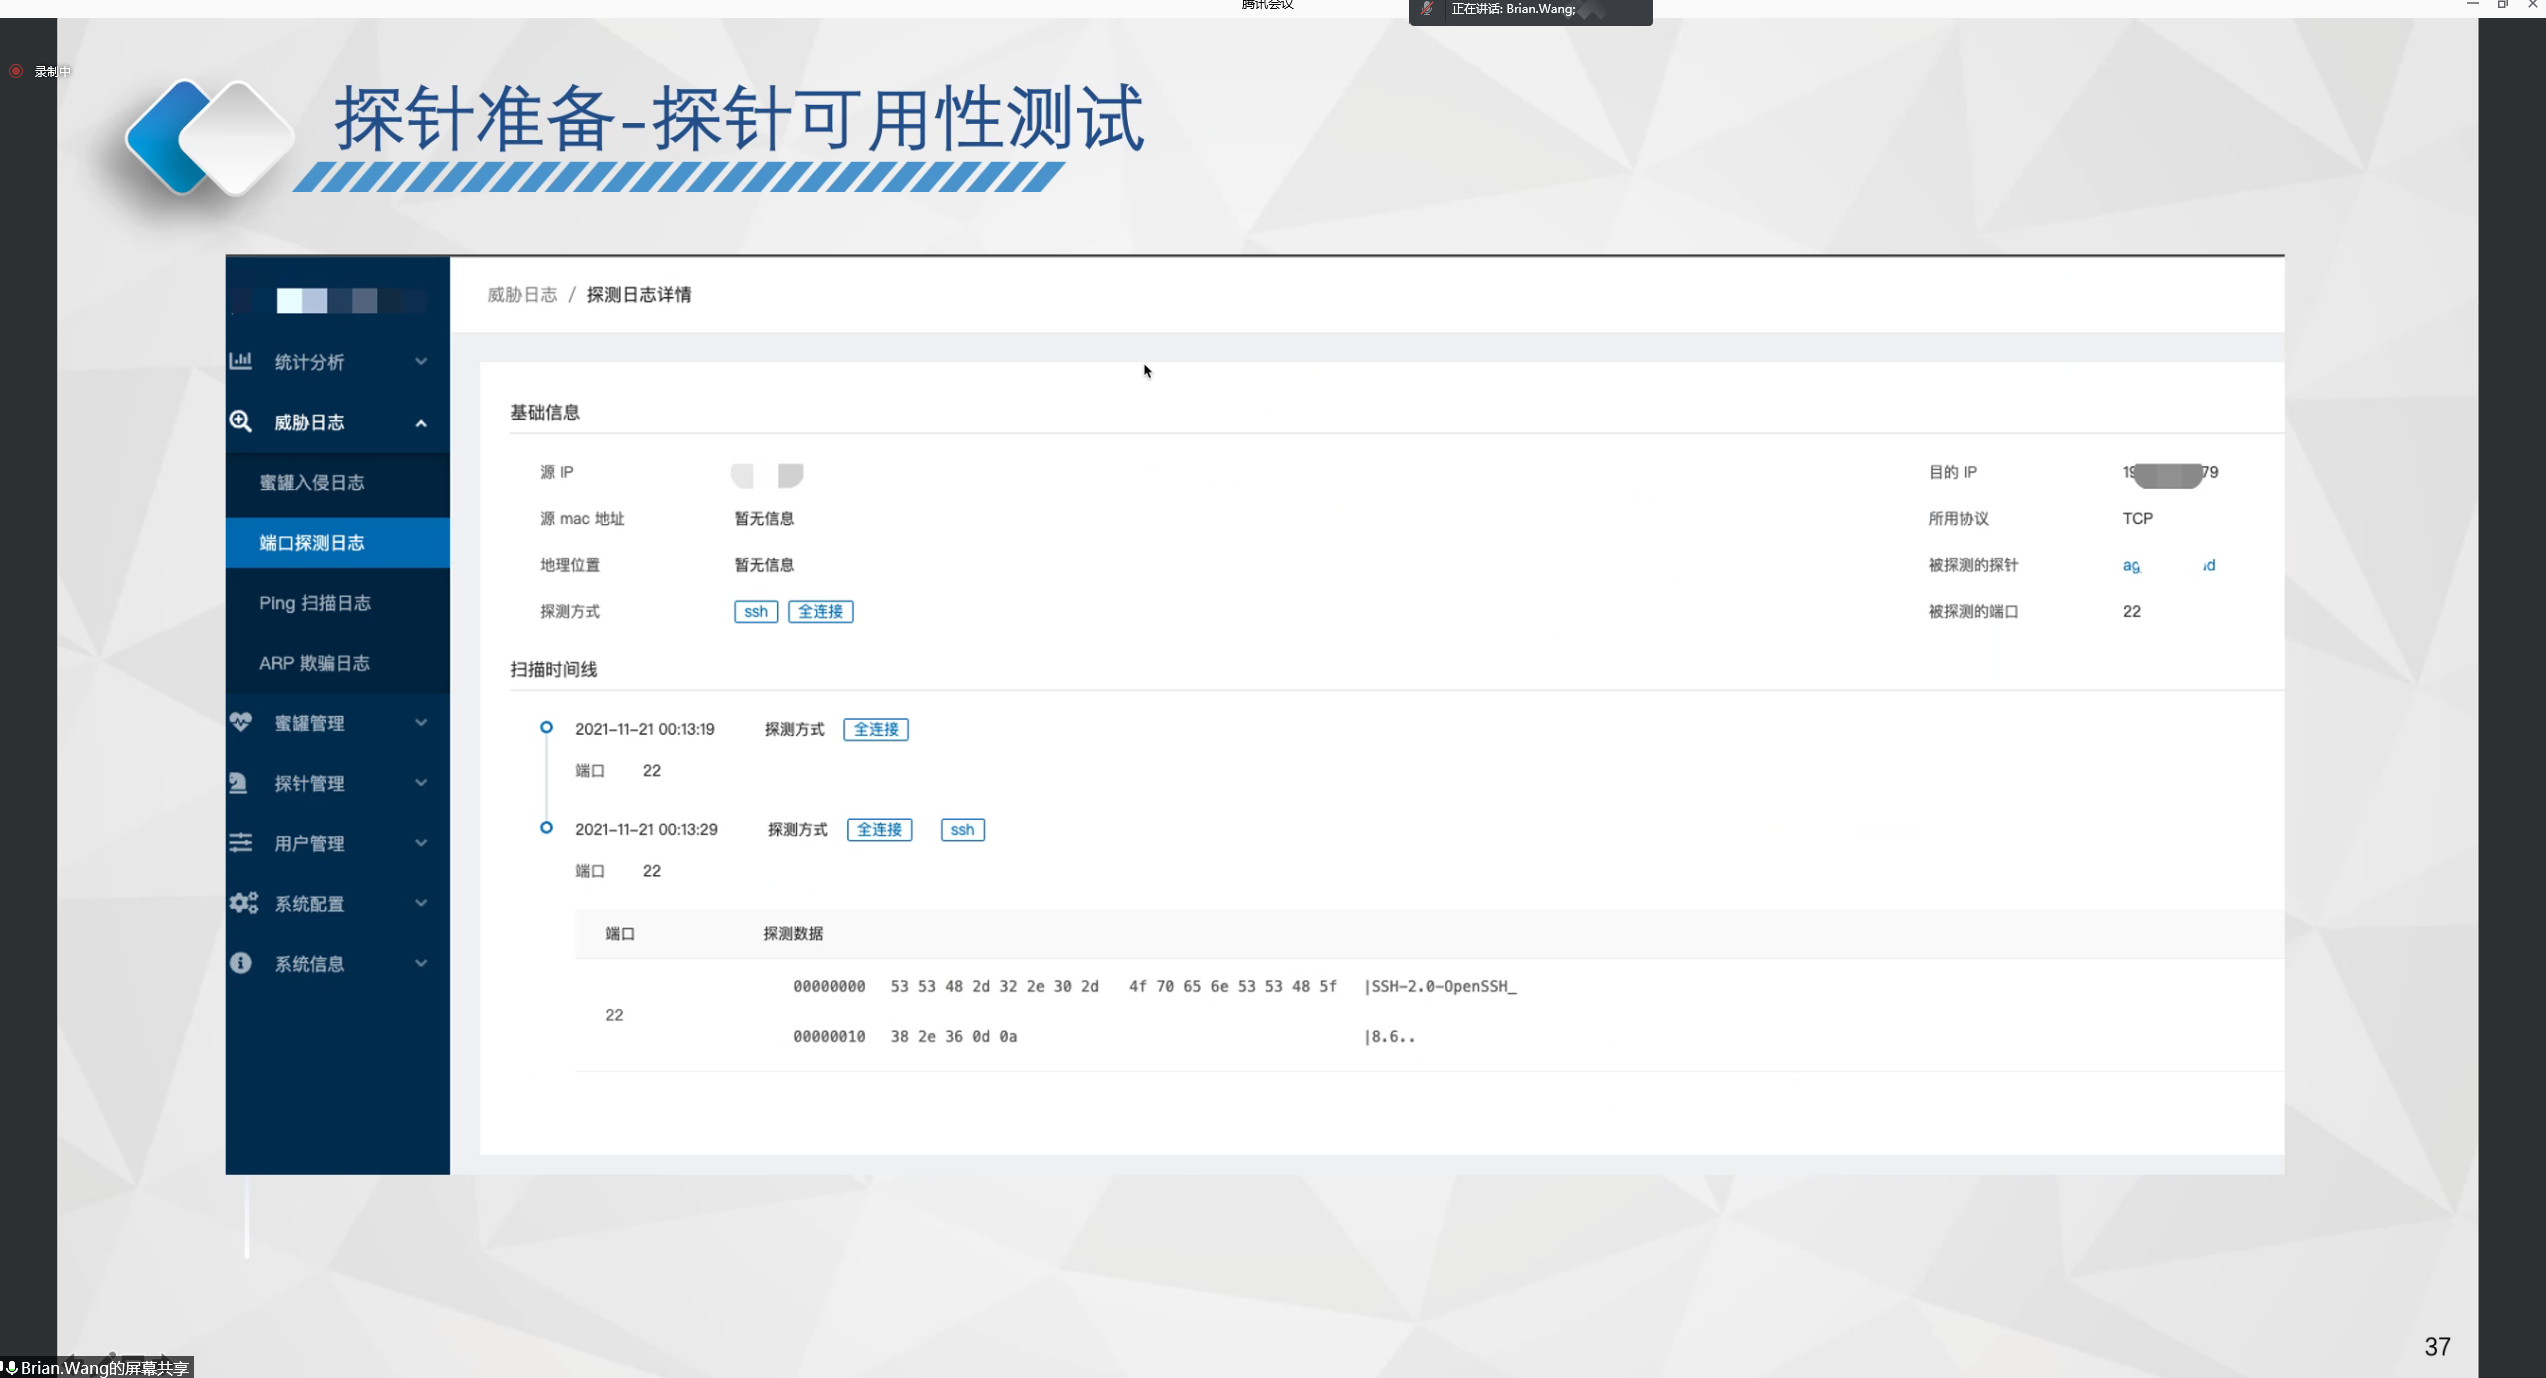 腾讯会议
正在讲话: Brian.Wang;
录制中
探针准备-探针可用性测试
威胁日志 / 探测日志详情
统计分析
威胁日志
蜜罐入侵日志
端口探测日志
Ping 扫描日志
ARP 欺骗日志
蜜罐管理
探针管理
用户管理
系统配置
系统信息
基础信息
源 IP
目的 IP 19 79
源 mac 地址 暂无信息
所用协议 TCP
地理位置 暂无信息
被探测的探针 ag
探测方式 ssh 全连接
被探测的端口 22
扫描时间线
2021-11-21 00:13:19 探测方式 全连接
端口 22
2021-11-21 00:13:29 探测方式 全连接 ssh
端口 22
端口 探测数据
22
00000000 53 53 48 2d 32 2e 30 2d 4f 70 65 6e 53 53 48 5f |SSH-2.0-OpenSSH_
00000010 38 2e 36 0d 0a |8.6..
37
Brian.Wang的屏幕共享